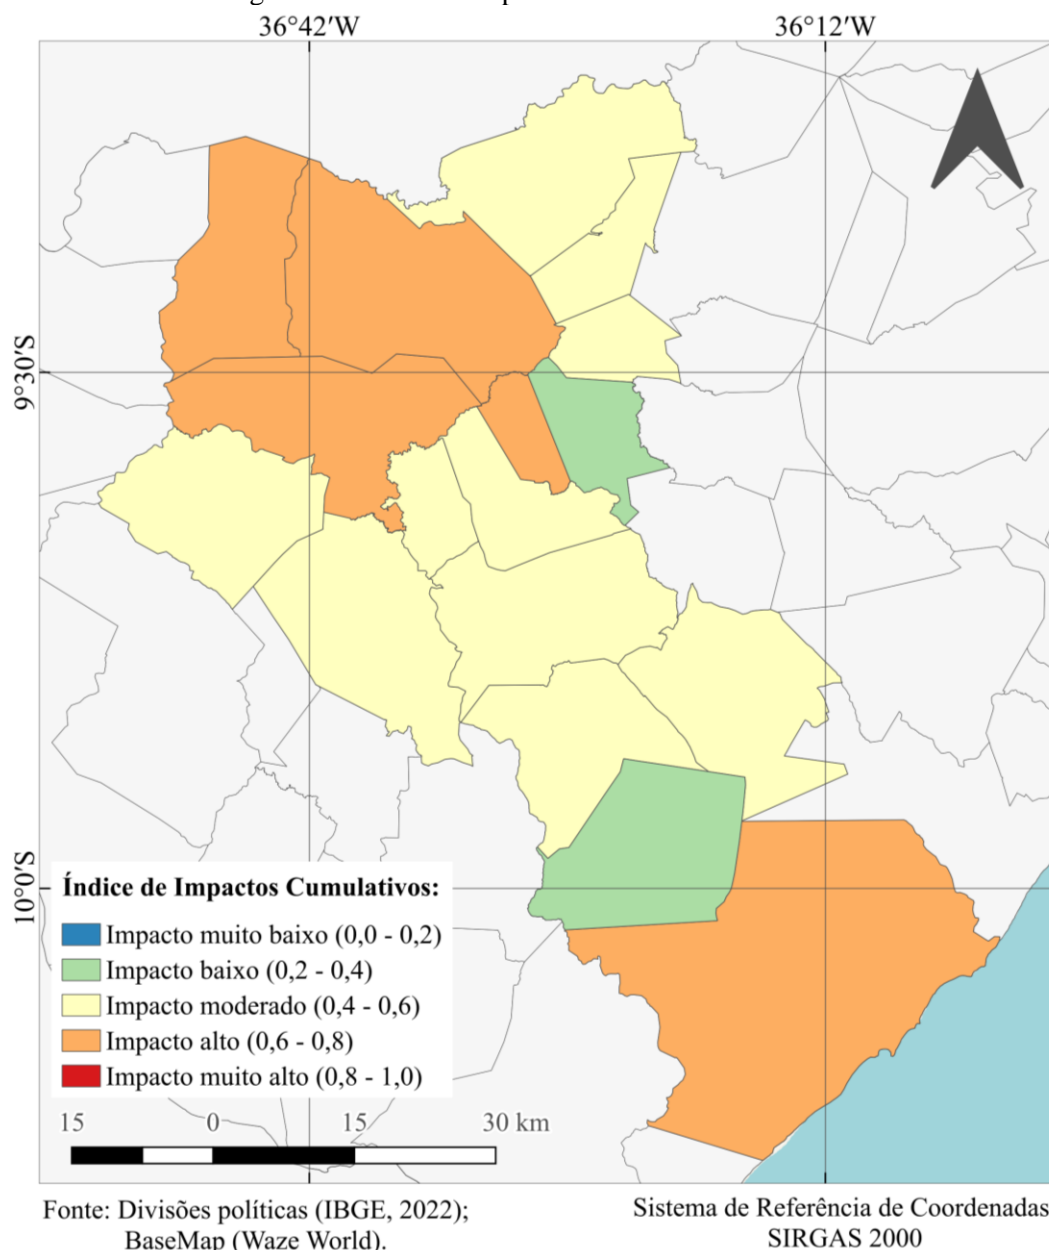 36°42′W
36°12′W
9°30′S
10°0′S
Índice de Impactos Cumulativos:
Impacto muito baixo (0,0 - 0,2)
Impacto baixo (0,2 - 0,4)
Impacto moderado (0,4 - 0,6)
Impacto alto (0,6 - 0,8)
Impacto muito alto (0,8 - 1,0)
15 0 15 30 km
Fonte: Divisões políticas (IBGE, 2022);
BaseMap (Waze World).
Sistema de Referência de Coordenadas
SIRGAS 2000